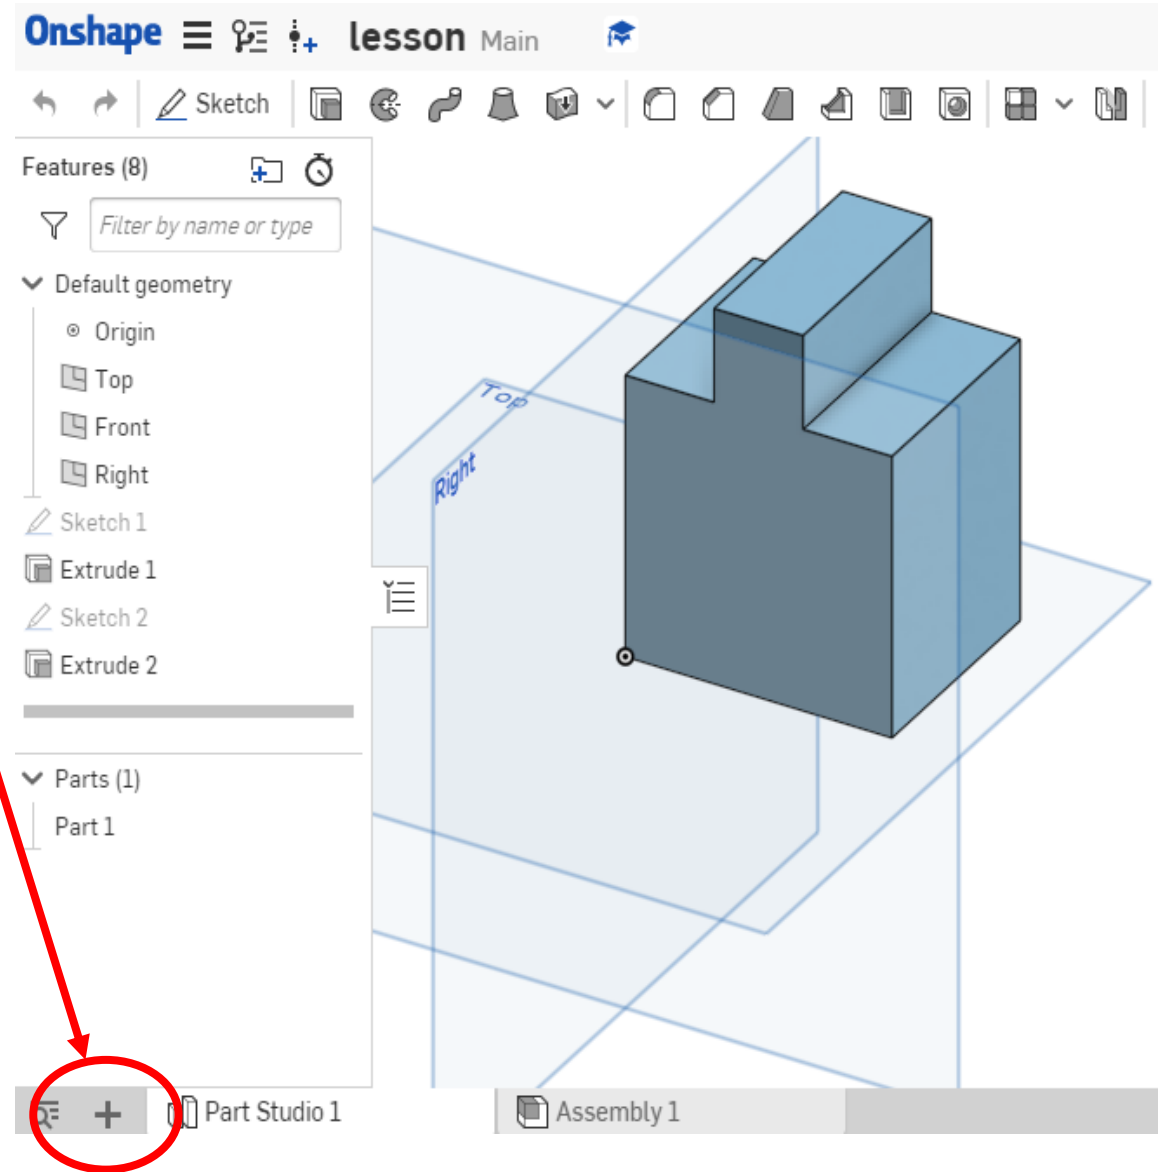 Onshape lesson Main
Sketch
Features (8)
Filter by name or type
Default geometry
Origin
Top
Front
Right
Sketch 1
Extrude 1
Sketch 2
Extrude 2
Parts (1)
Part 1
Top
Right
Part Studio 1
Assembly 1